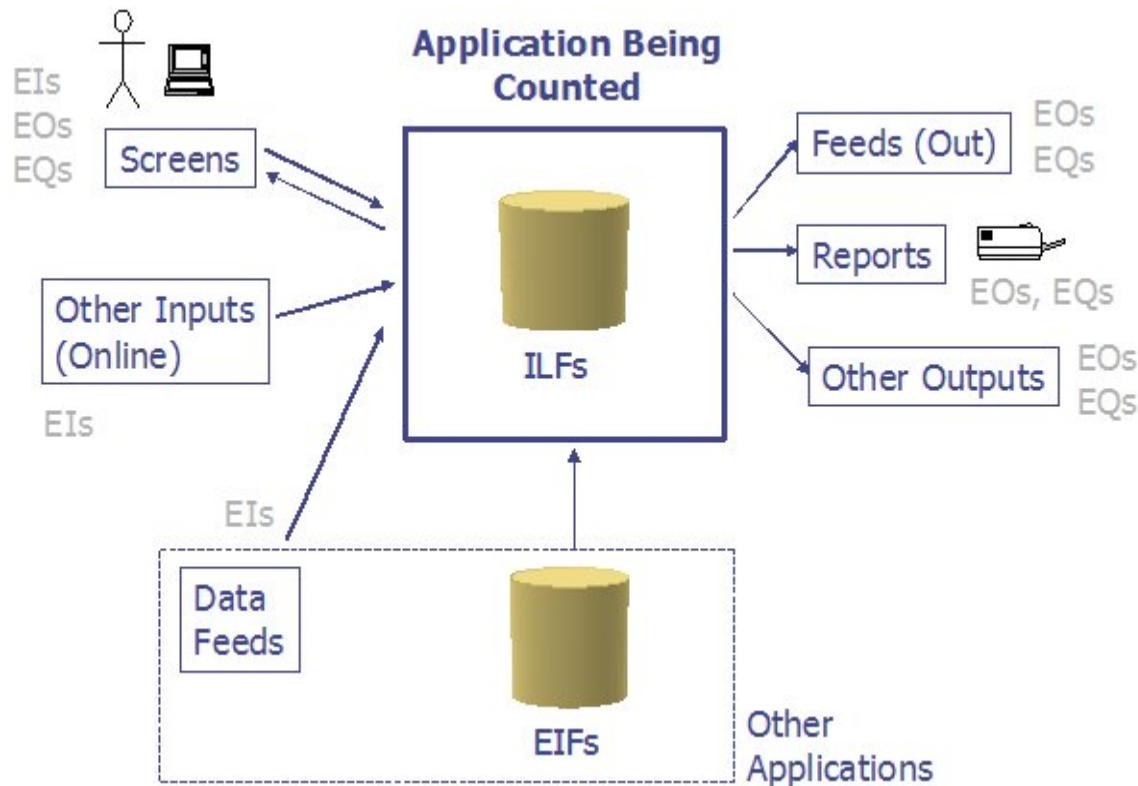 Application Being
Counted
EIs
EOs
EQs
Screens
Other Inputs
(Online)
EIs
ILFs
Feeds (Out)
EOs
EQs
Reports
EOs, EQs
Other Outputs
EOs
EQs
EIs
Data
Feeds
EIFs
Other
Applications